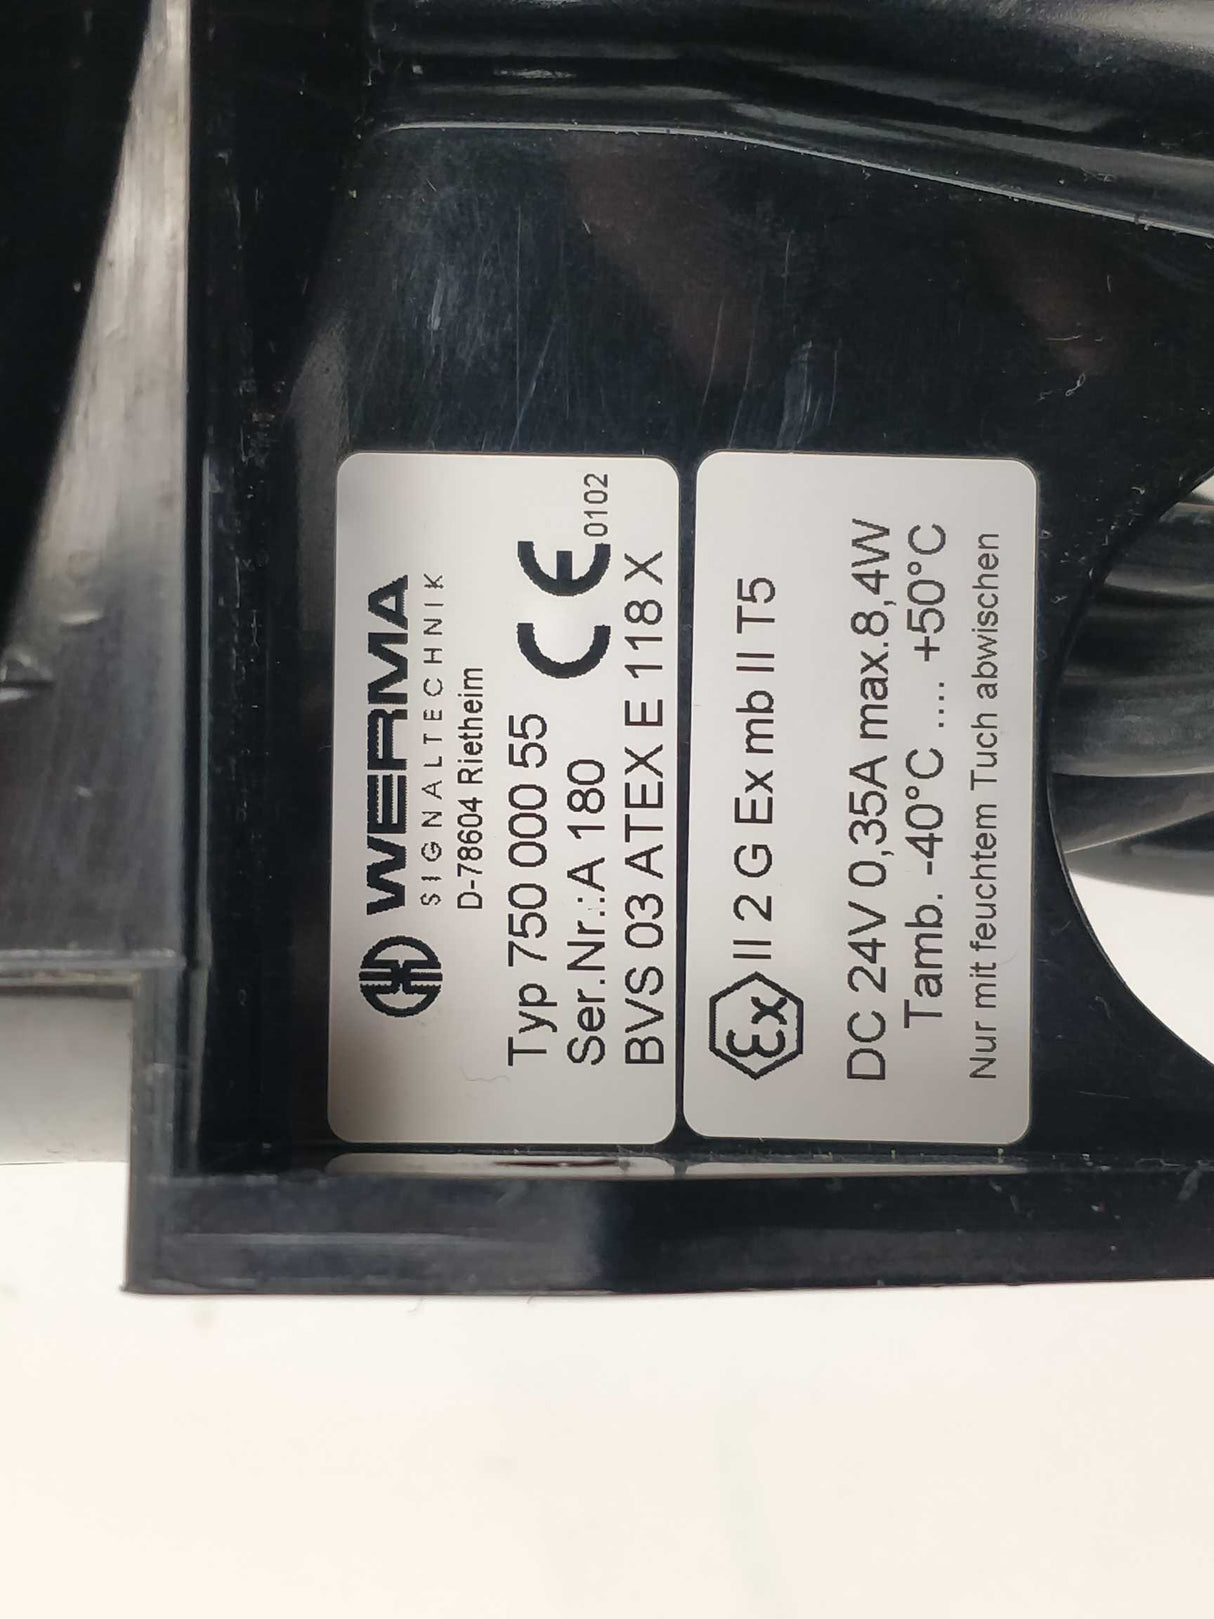 WERMA
SIGNALTECHNIK
D-78604 Rietheim
Typ 750 000 55
Ser.Nr.:A 180 CE 0102
BVS 03 ATEX E 118 X
Ex II 2 G Ex mb II T5
DC 24V 0,35A max.8,4W
Tamb. -40°C .... +50°C
Nur mit feuchtem Tuch abwischen